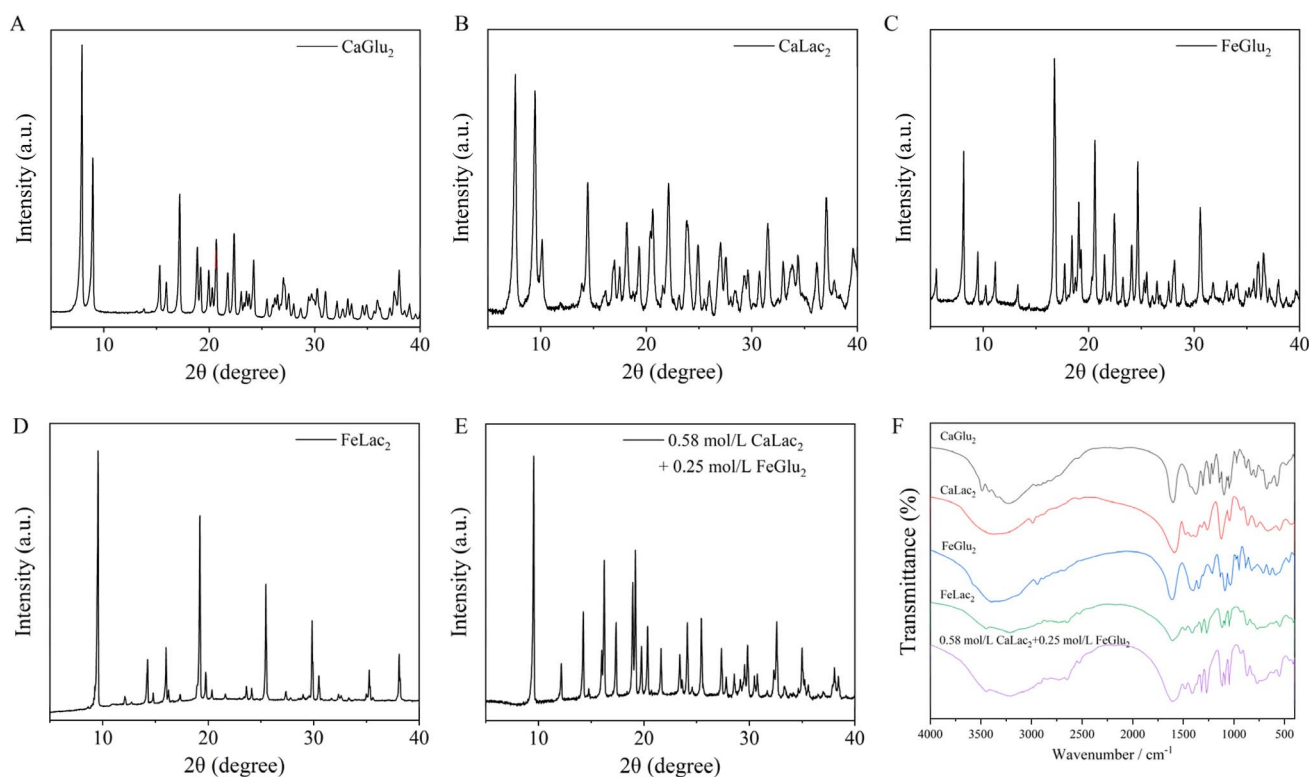 A
CaGlu₂
Intensity (a.u.)
10 20 30 40
2θ (degree)
B
CaLac₂
Intensity (a.u.)
10 20 30 40
2θ (degree)
C
FeGlu₂
Intensity (a.u.)
10 20 30 40
2θ (degree)
D
FeLac₂
Intensity (a.u.)
10 20 30 40
2θ (degree)
E
0.58 mol/L CaLac₂
+ 0.25 mol/L FeGlu₂
Intensity (a.u.)
10 20 30 40
2θ (degree)
F
CaGlu₂
CaLac₂
FeGlu₂
FeLac₂
0.58 mol/L CaLac₂+0.25 mol/L FeGlu₂
Transmittance (%)
4000 3500 3000 2500 2000 1500 1000 500
Wavenumber / cm⁻¹